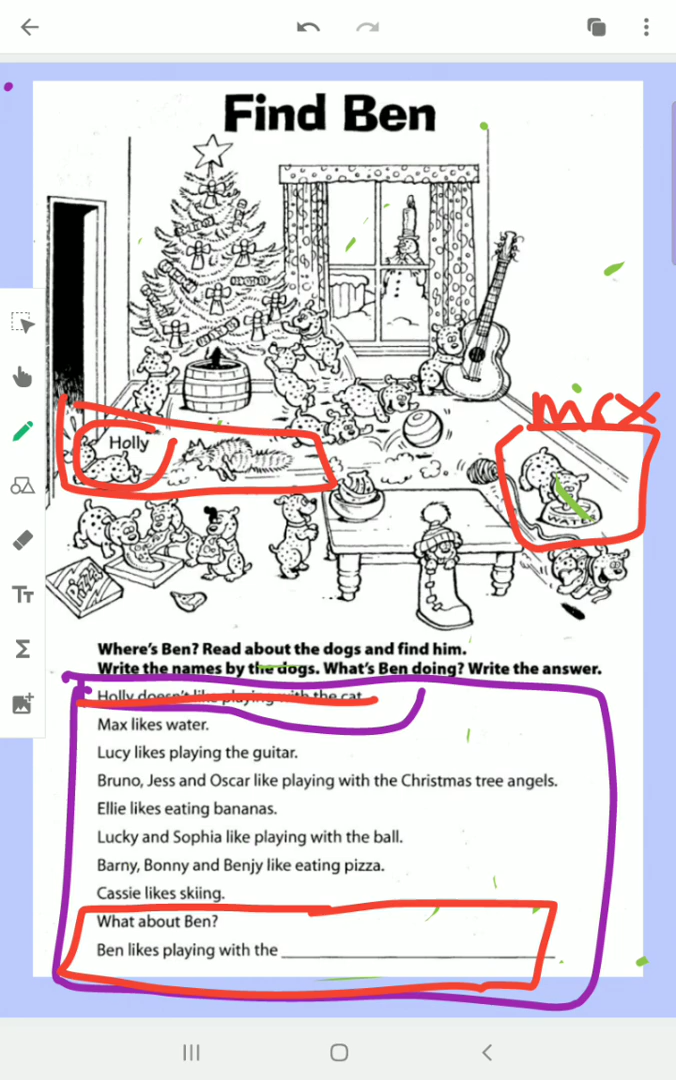 Find Ben
Holly
Max
WATER
PIZZA
Where's Ben? Read about the dogs and find him.
Write the names by the dogs. What's Ben doing? Write the answer.
Holly doesn't like playing with the cat.
Max likes water.
Lucy likes playing the guitar.
Bruno, Jess and Oscar like playing with the Christmas tree angels.
Ellie likes eating bananas.
Lucky and Sophia like playing with the ball.
Barny, Bonny and Benjy like eating pizza.
Cassie likes skiing.
What about Ben?
Ben likes playing with the